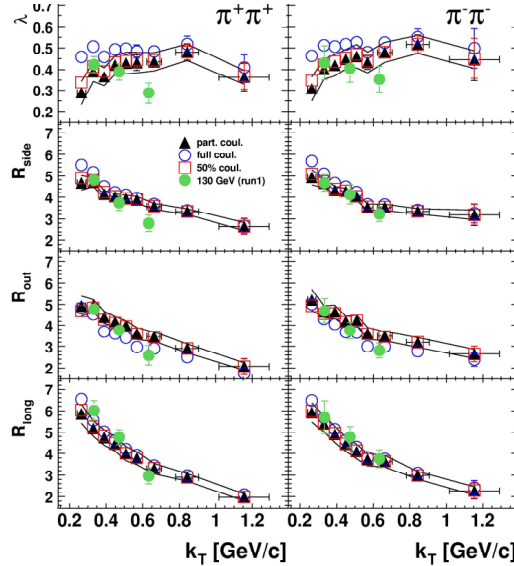 π⁺π⁺ π⁻π⁻
λ
0.7
0.6
0.5
0.4
0.3
0.2
R_side
7
6
5
4
3
2
part. coul.
full coul.
50% coul.
130 GeV (run1)
R_out
7
6
5
4
3
2
R_long
7
6
5
4
3
2
0.2 0.4 0.6 0.8 1 1.2 0.2 0.4 0.6 0.8 1 1.2
k_T [GeV/c] k_T [GeV/c]